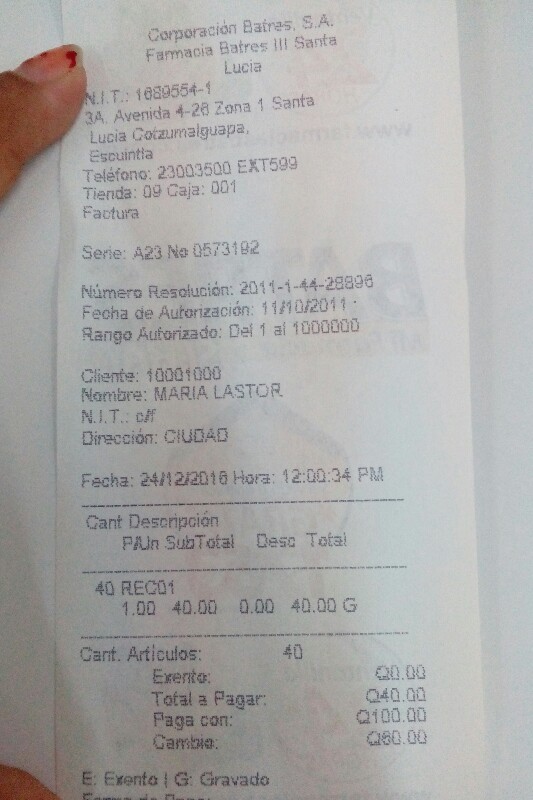 Corporación Batres, S.A.
Farmacia Batres III Santa
Lucia
N.I.T.: 1689554-1
3A. Avenida 4-26 Zona 1 Santa
Lucia Cotzumalguapa,
Escuintla
Teléfono: 23003500 EXT599
Tienda: 09 Caja: 001
Factura
Serie: A23 No 0573192
Número Resolución: 2011-1-44-28896
Fecha de Autorización: 11/10/2011
Rango Autorizado: Del 1 al 1000000
Cliente: 10001000
Nombre: MARIA LASTOR
N.I.T.: c/f
Dirección: CIUDAD
Fecha: 24/12/2016 Hora: 12:00:34 PM
Cant Descripción
P/Un SubTotal Desc Total
40 REC01
1.00 40.00 0.00 40.00 G
Cant. Artículos: 40
Exento: Q0.00
Total a Pagar: Q40.00
Paga con: Q100.00
Cambio: Q60.00
E: Exento | G: Gravado